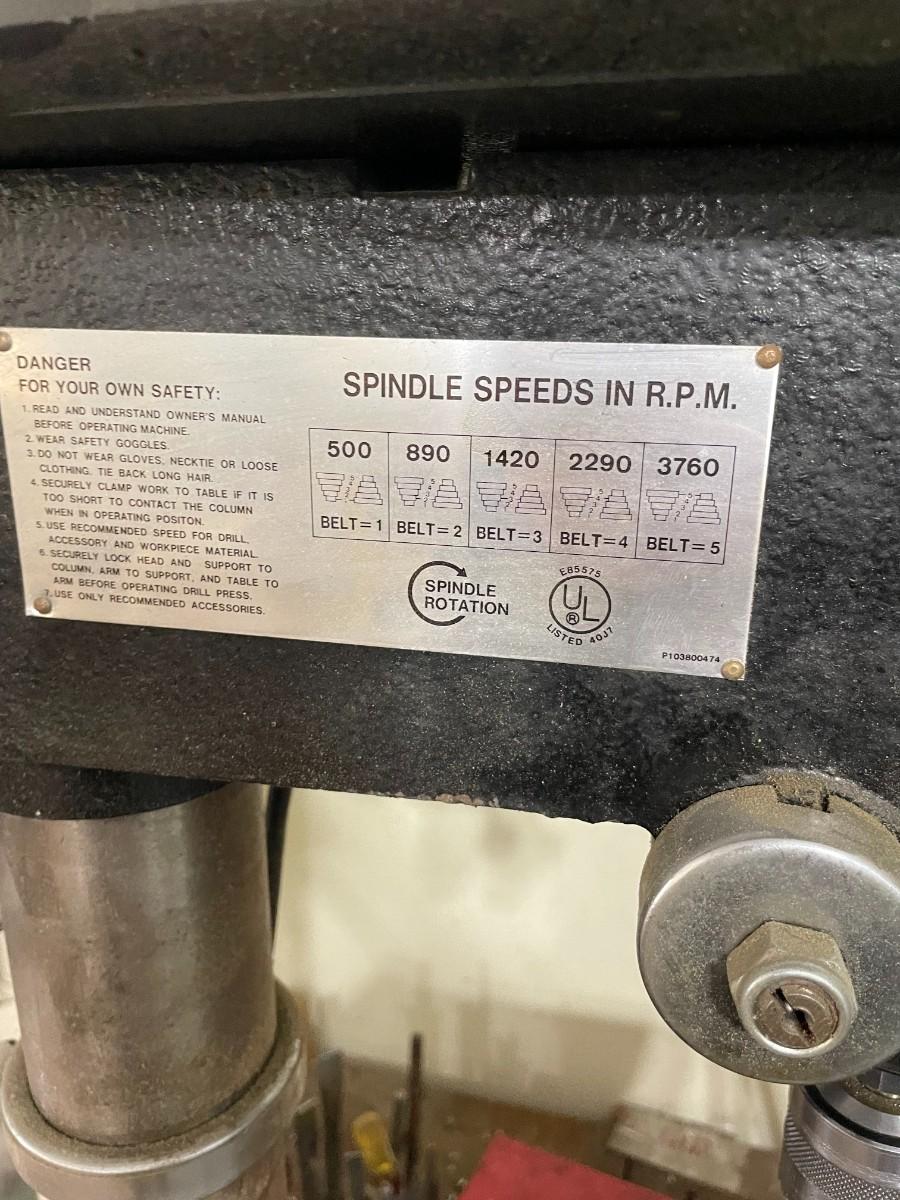 DANGER
FOR YOUR OWN SAFETY:
1. READ AND UNDERSTAND OWNER'S MANUAL
BEFORE OPERATING MACHINE.
2. WEAR SAFETY GOGGLES.
3. DO NOT WEAR GLOVES, NECKTIE OR LOOSE
CLOTHING. TIE BACK LONG HAIR.
4. SECURELY CLAMP WORK TO TABLE IF IT IS
TOO SHORT TO CONTACT THE COLUMN
WHEN IN OPERATING POSITON.
5. USE RECOMMENDED SPEED FOR DRILL,
ACCESSORY AND WORKPIECE MATERIAL.
6. SECURELY LOCK HEAD AND SUPPORT TO
COLUMN, ARM TO SUPPORT, AND TABLE TO
ARM BEFORE OPERATING DRILL PRESS.
7. USE ONLY RECOMMENDED ACCESSORIES.
SPINDLE SPEEDS IN R.P.M.
500 890 1420 2290 3760
BELT=1 BELT=2 BELT=3 BELT=4 BELT=5
SPINDLE
ROTATION
E85575
UL
®
LISTED 40J7
P103800474